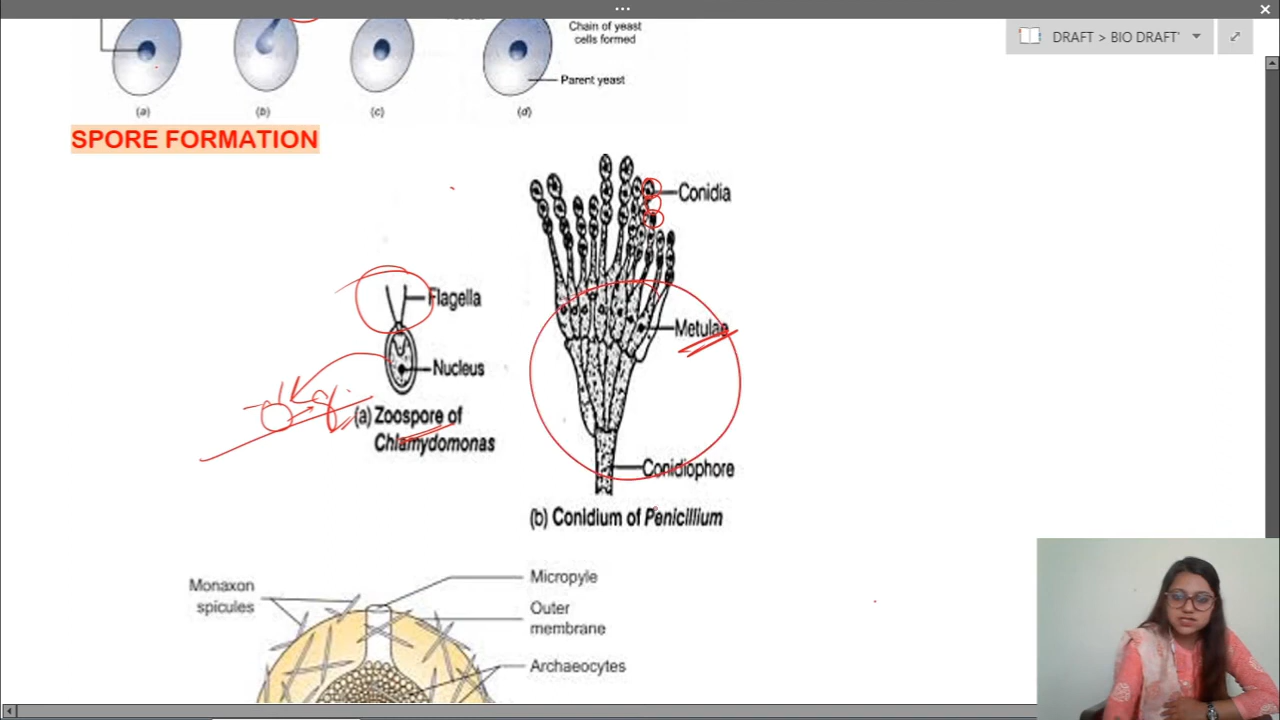 DRAFT > BIO DRAFT'
Chain of yeast
cells formed
Parent yeast
(a)
(b)
(c)
(d)
SPORE FORMATION
Conidia
Flagella
Metulae
Nucleus
(a) Zoospore of
Chlamydomonas
Conidiophore
(b) Conidium of Penicillium
Monaxon
spicules
Micropyle
Outer
membrane
Archaeocytes